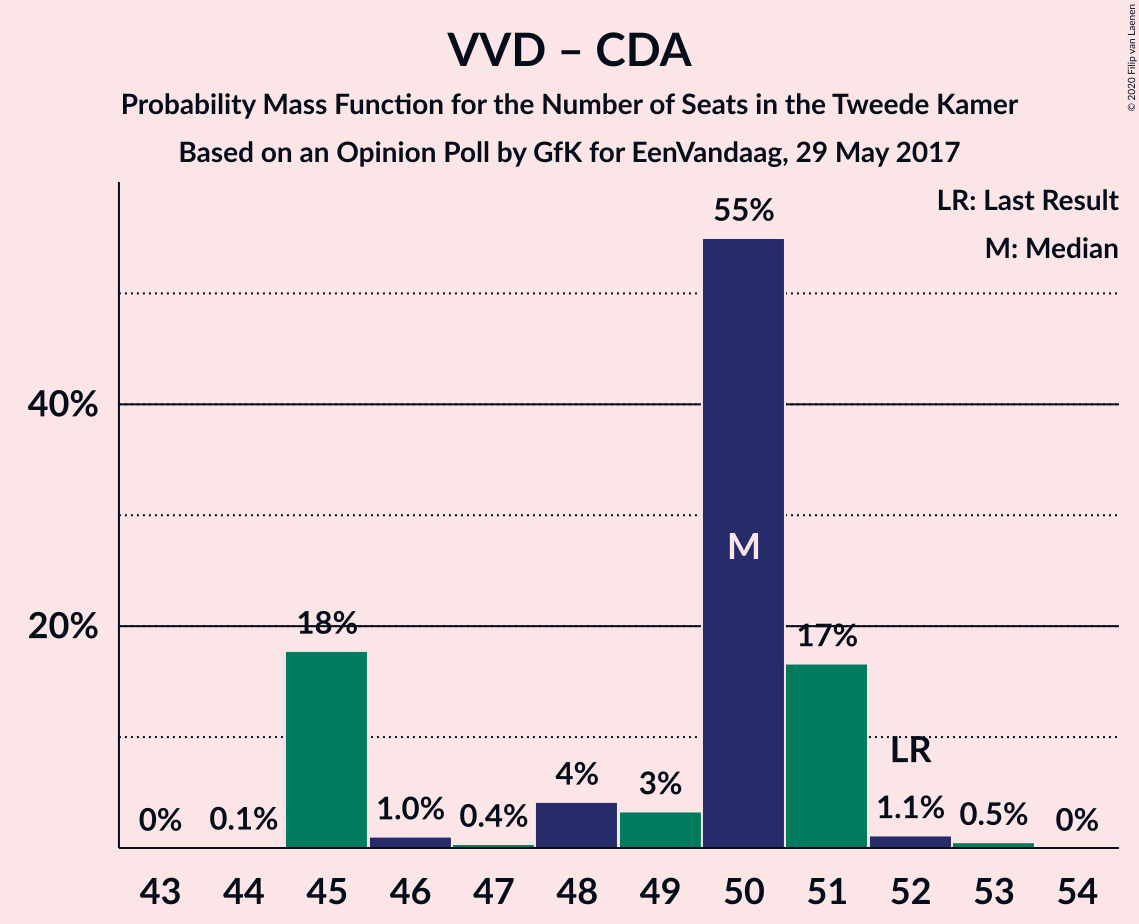 VVD – CDA
Probability Mass Function for the Number of Seats in the Tweede Kamer
Based on an Opinion Poll by GfK for EenVandaag, 29 May 2017
© 2020 Filip van Laenen
LR: Last Result
M: Median
55%
40%
M
20%
18%
17%
LR
0%
0.1%
1.0%
0.4%
4%
3%
1.1%
0.5%
0%
43 44 45 46 47 48 49 50 51 52 53 54